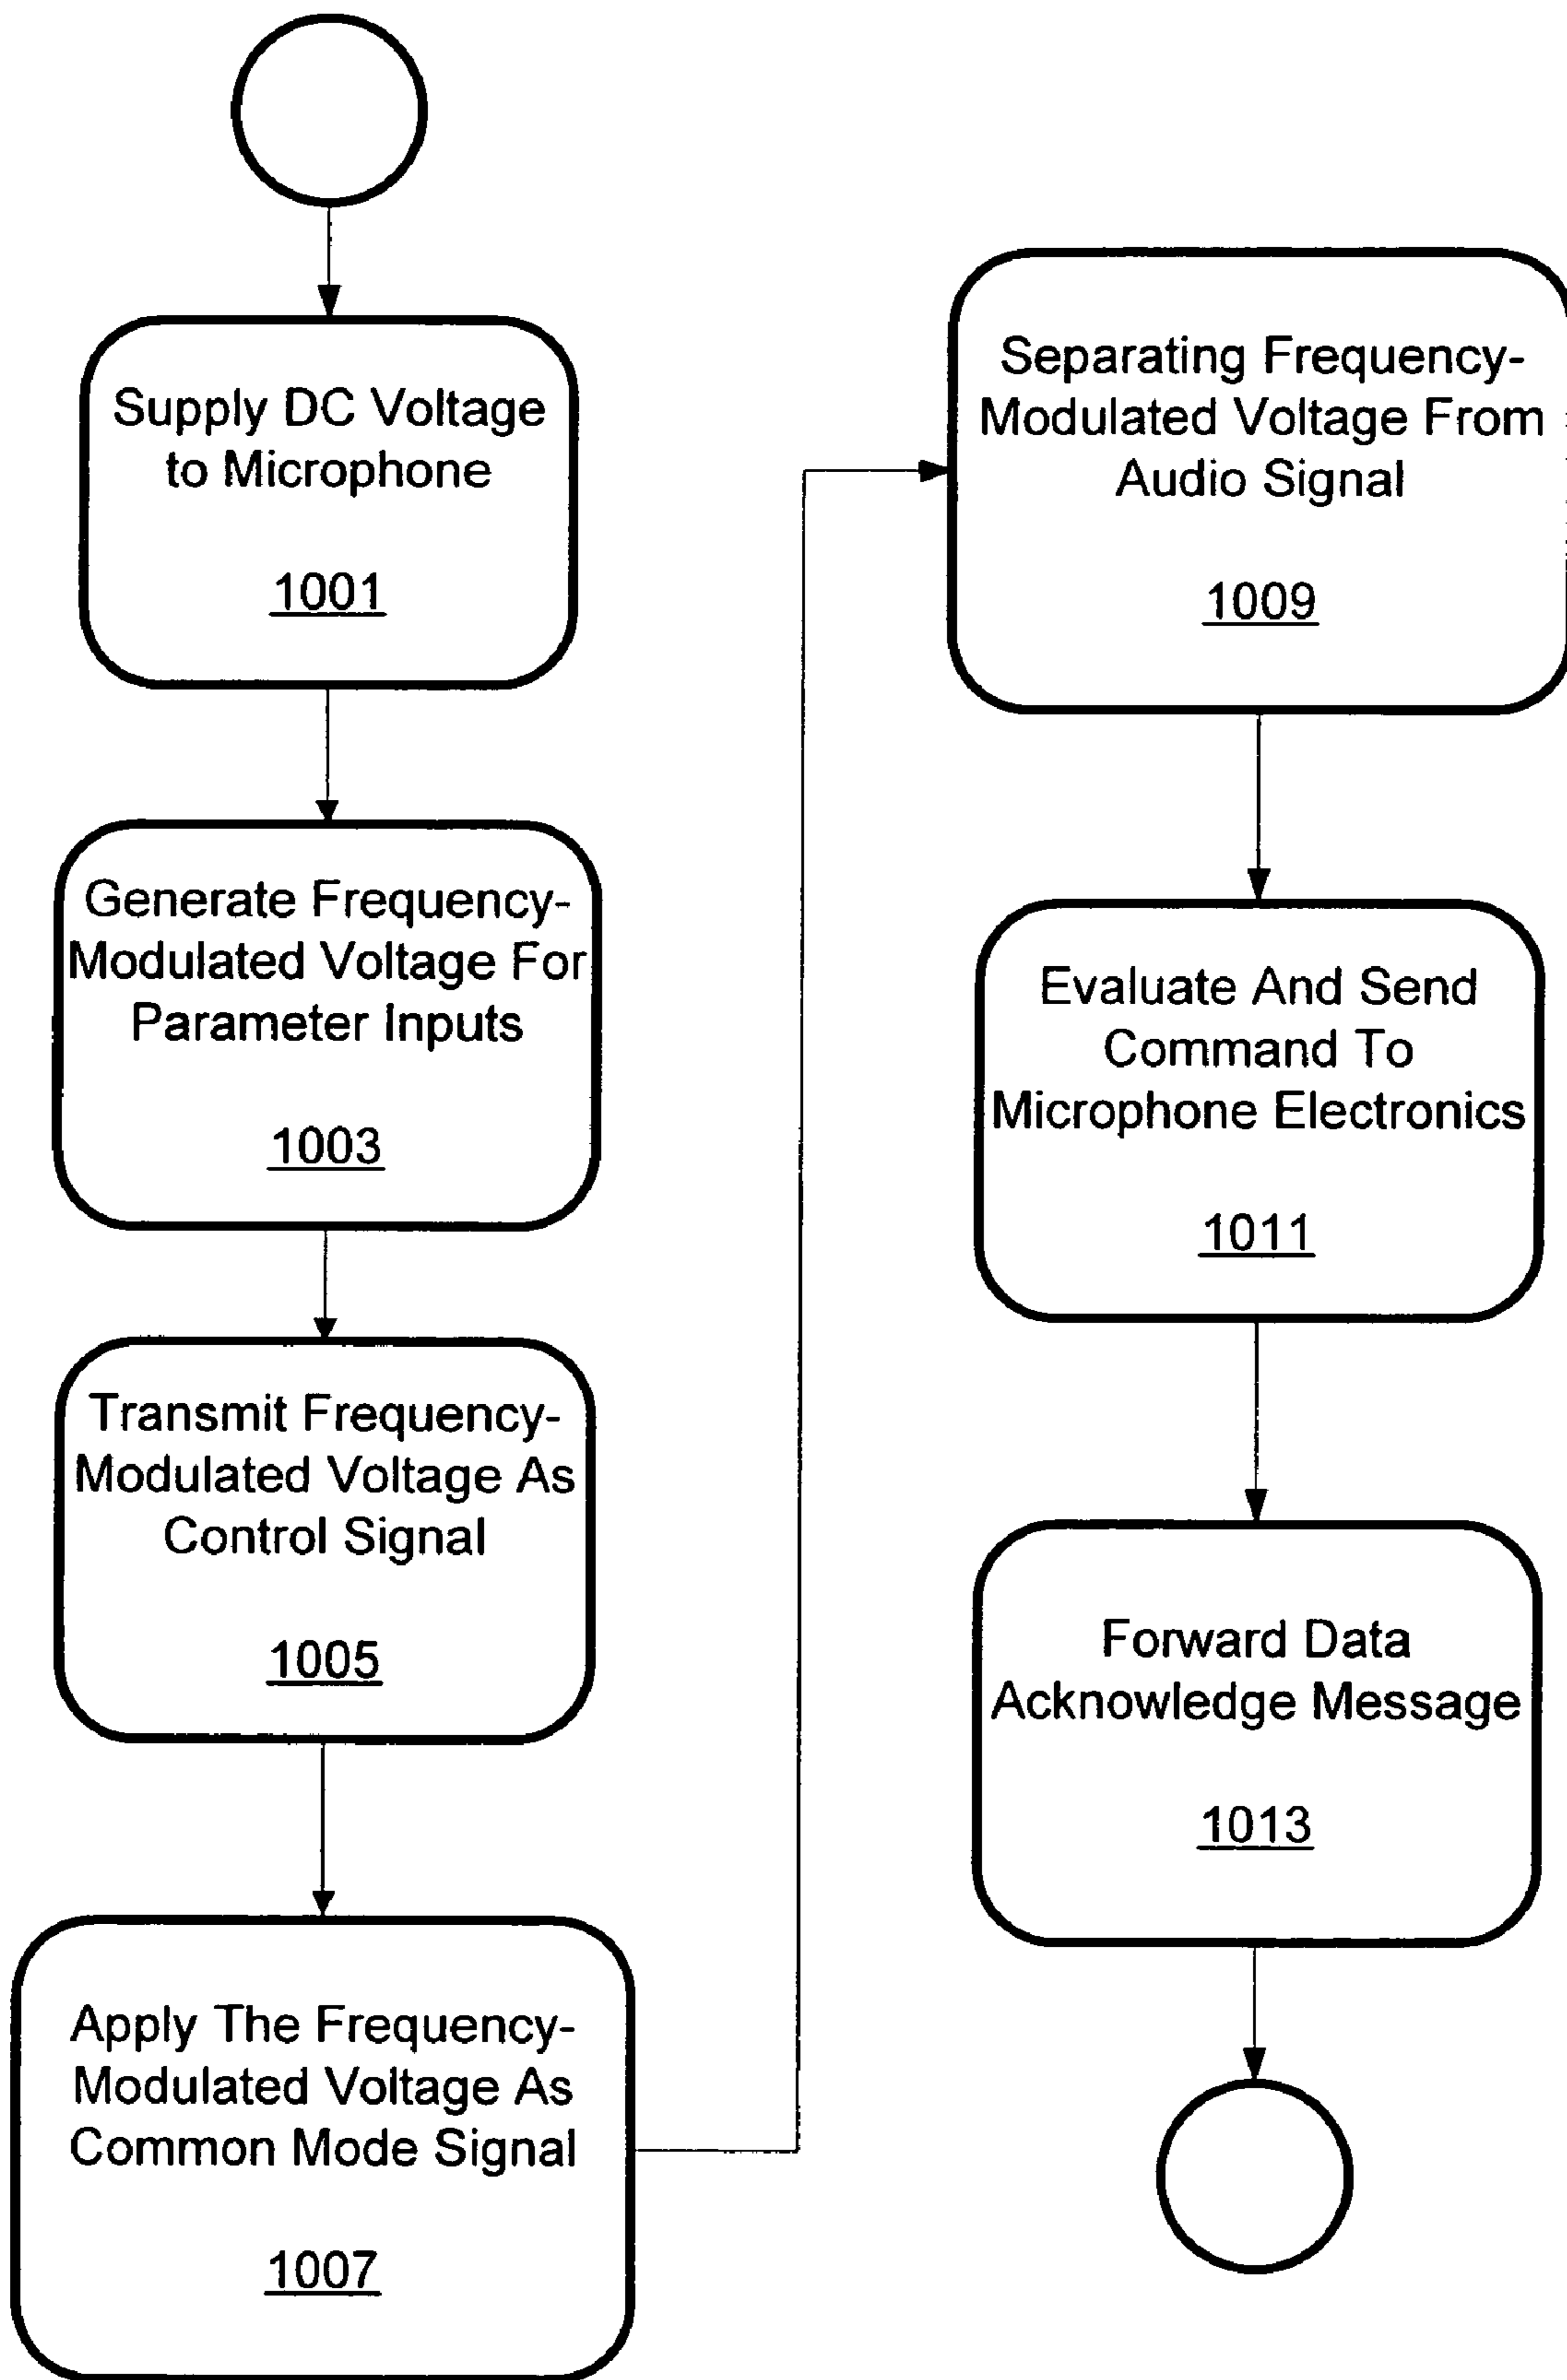 Supply DC Voltage
to Microphone
1001
Generate Frequency-
Modulated Voltage For
Parameter Inputs
1003
Transmit Frequency-
Modulated Voltage As
Control Signal
1005
Apply The Frequency-
Modulated Voltage As
Common Mode Signal
1007
Separating Frequency-
Modulated Voltage From
Audio Signal
1009
Evaluate And Send
Command To
Microphone Electronics
1011
Forward Data
Acknowledge Message
1013